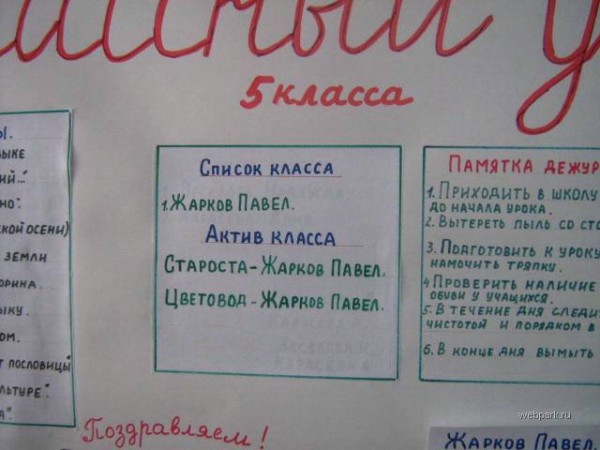 5 класса
Список класса
1. Жарков Павел.
Актив класса
Староста - Жарков Павел.
Цветовод - Жарков Павел.
Памятка дежур
1. Приходить в школу
до начала урока.
2. Вытереть пыль со сто
3. Подготовить к уроку
намочить тряпку.
4 Проверить наличие
обуви у учащихся.
5. В течение дня следи
чистотой и порядком в
6. В конце дня вымыть
земли
ком.
т пословицы
Поздравляем!
Жарков Павел.
webpark.ru